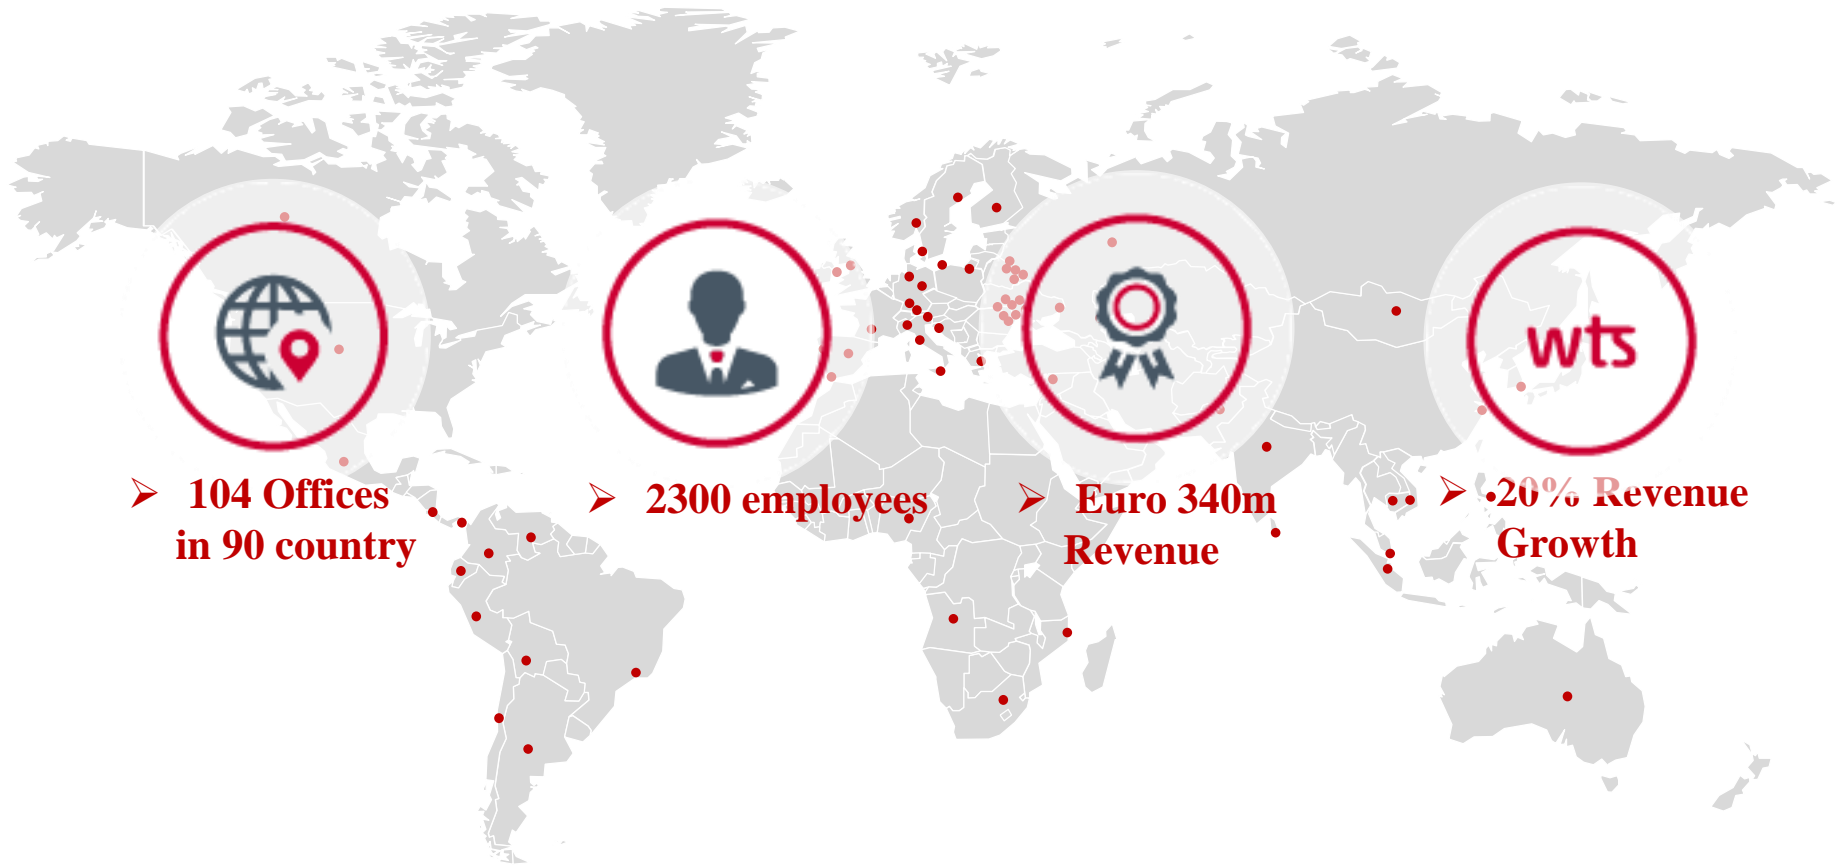 wts
➢ 104 Offices
in 90 country
➢ 2300 employees
➢ Euro 340m
Revenue
➢ 20% Revenue
Growth